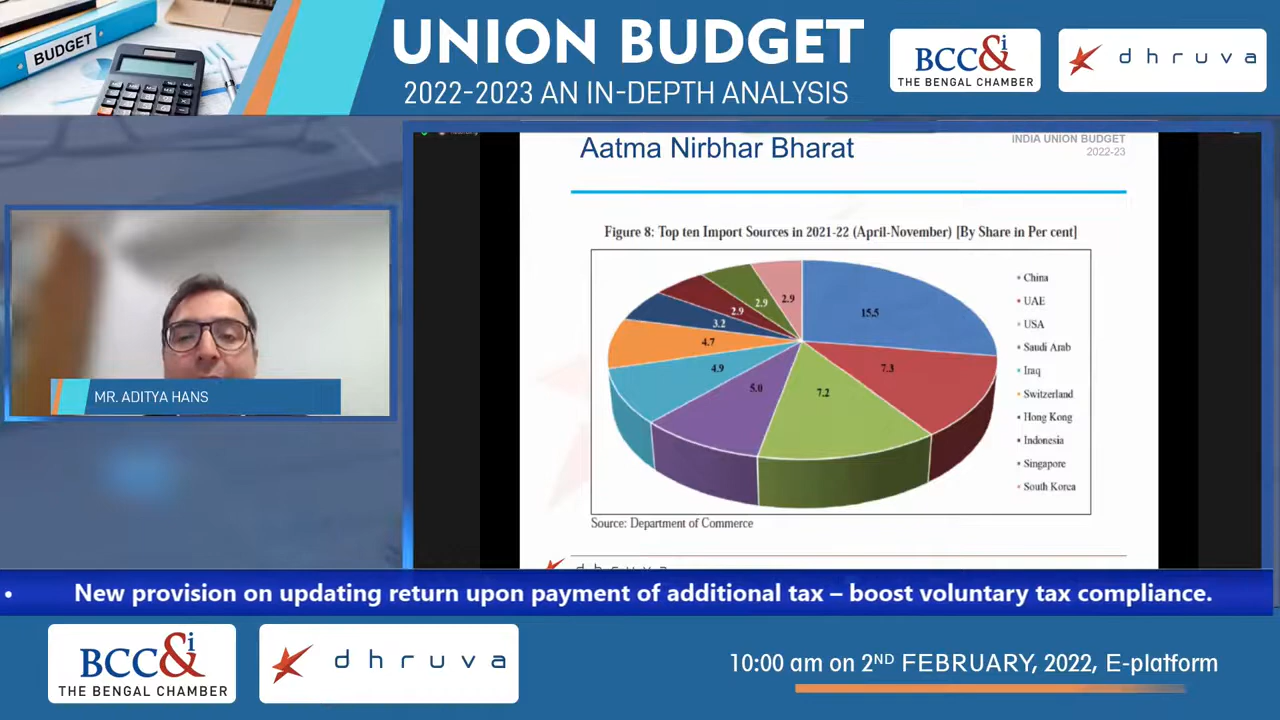 BUDGET
UNION BUDGET
2022-2023 AN IN-DEPTH ANALYSIS
BCC&i
THE BENGAL CHAMBER
dhruva
Aatma Nirbhar Bharat
INDIA UNION BUDGET
2022-23
Figure 8: Top ten Import Sources in 2021-22 (April-November) [By Share in Per cent]
15.5
7.3
7.2
5.0
4.9
4.7
3.2
2.9
2.9
2.9
China
UAE
USA
Saudi Arab
Iraq
Switzerland
Hong Kong
Indonesia
Singapore
South Korea
Source: Department of Commerce
dhruva
MR. ADITYA HANS
• New provision on updating return upon payment of additional tax – boost voluntary tax compliance.
BCC&i
THE BENGAL CHAMBER
dhruva
10:00 am on 2ND FEBRUARY, 2022, E-platform